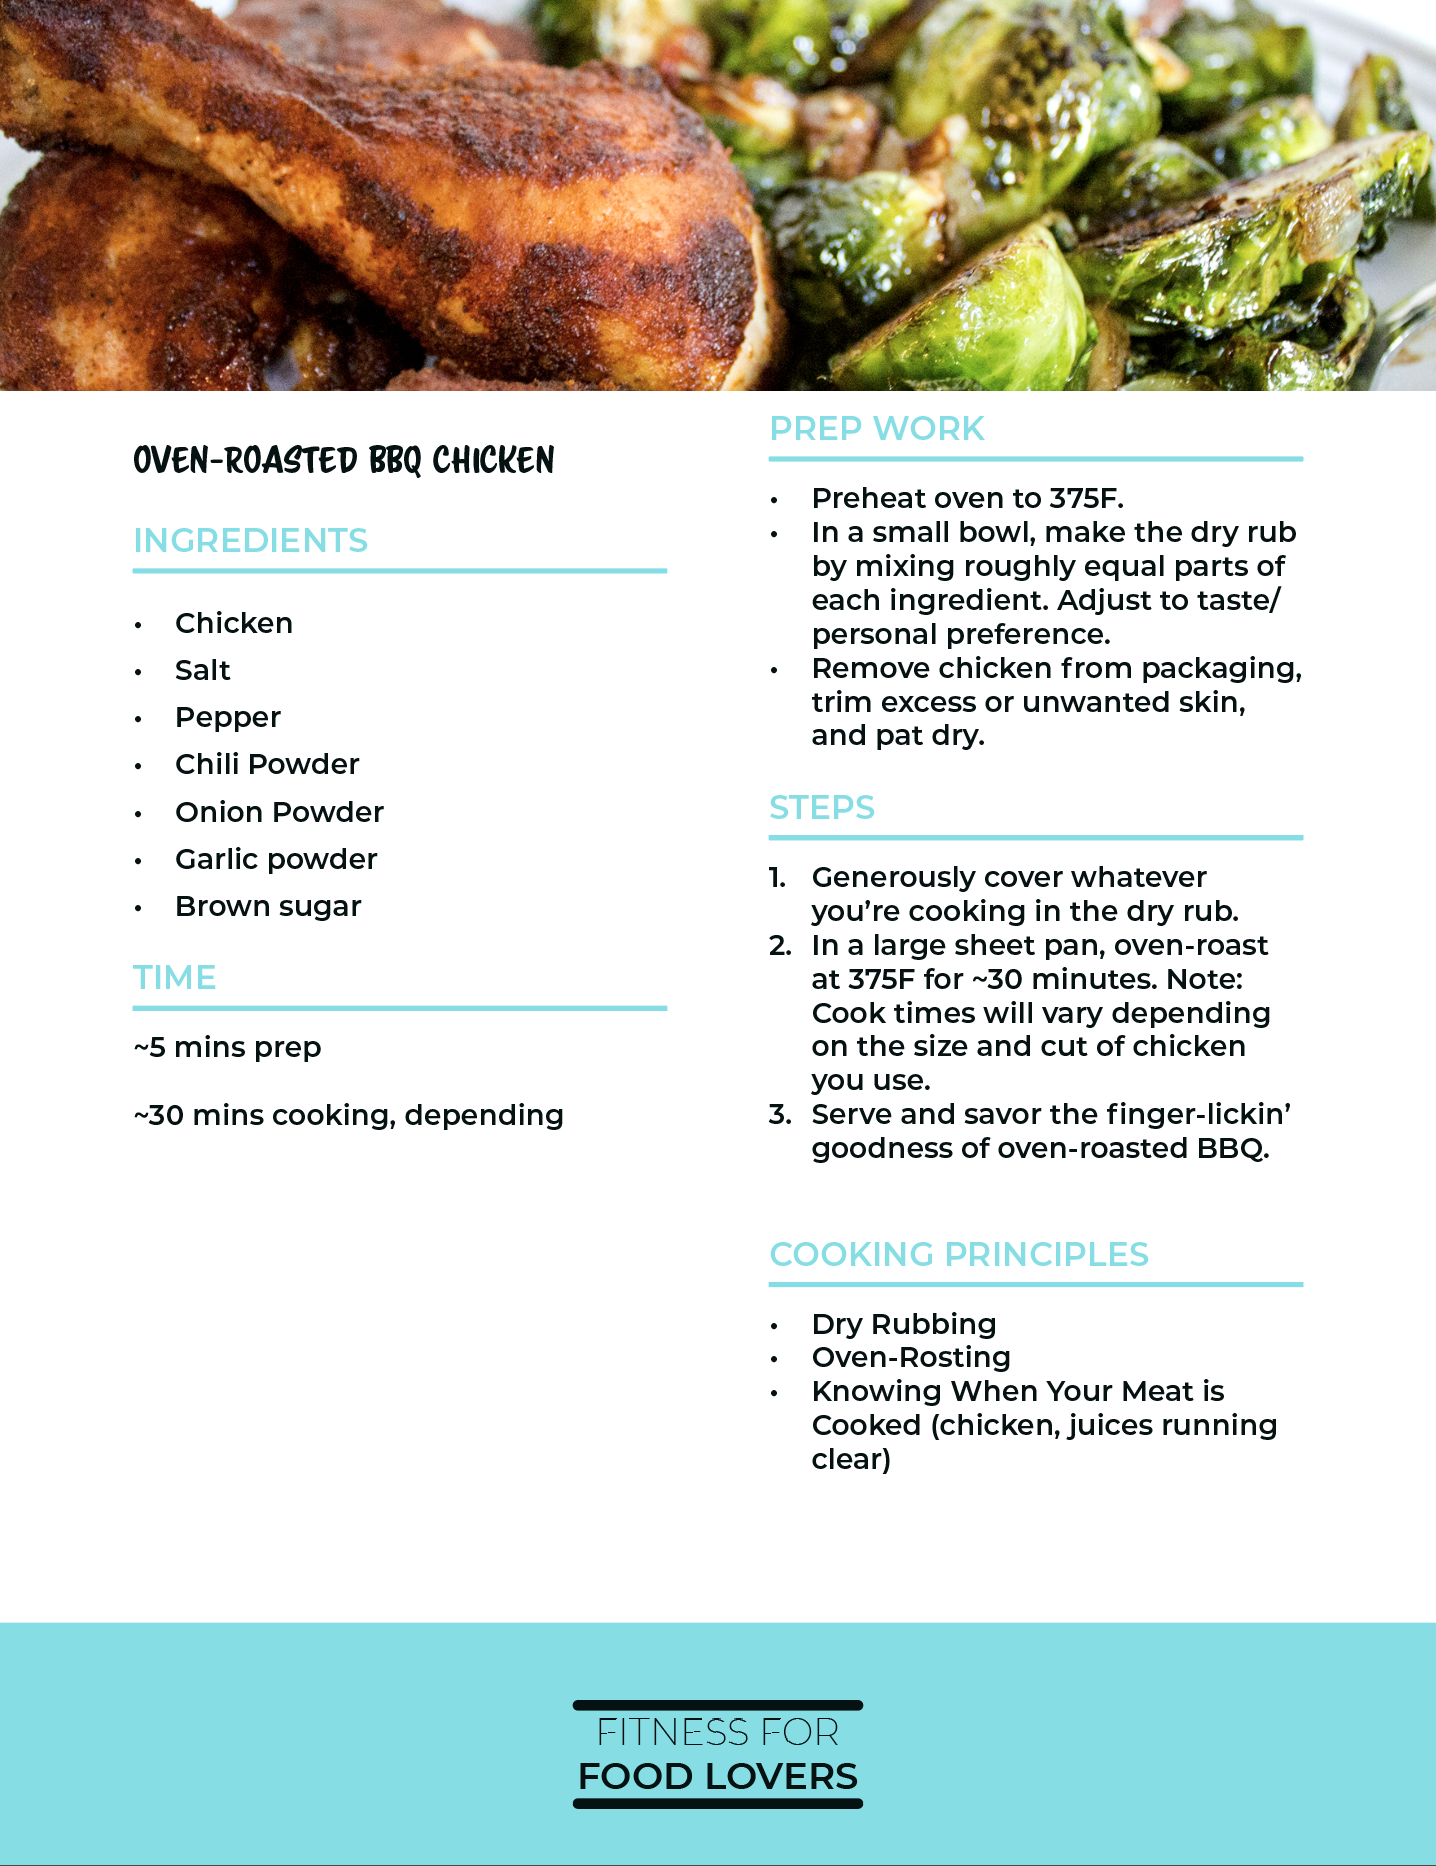 OVEN-ROASTED BBQ CHICKEN
INGREDIENTS
• Chicken
• Salt
• Pepper
• Chili Powder
• Onion Powder
• Garlic powder
• Brown sugar
TIME
~5 mins prep
~30 mins cooking, depending
PREP WORK
• Preheat oven to 375F.
• In a small bowl, make the dry rub
by mixing roughly equal parts of
each ingredient. Adjust to taste/
personal preference.
• Remove chicken from packaging,
trim excess or unwanted skin,
and pat dry.
STEPS
1. Generously cover whatever
you’re cooking in the dry rub.
2. In a large sheet pan, oven-roast
at 375F for ~30 minutes. Note:
Cook times will vary depending
on the size and cut of chicken
you use.
3. Serve and savor the finger-lickin’
goodness of oven-roasted BBQ.
COOKING PRINCIPLES
• Dry Rubbing
• Oven-Rosting
• Knowing When Your Meat is
Cooked (chicken, juices running
clear)
FITNESS FOR
FOOD LOVERS